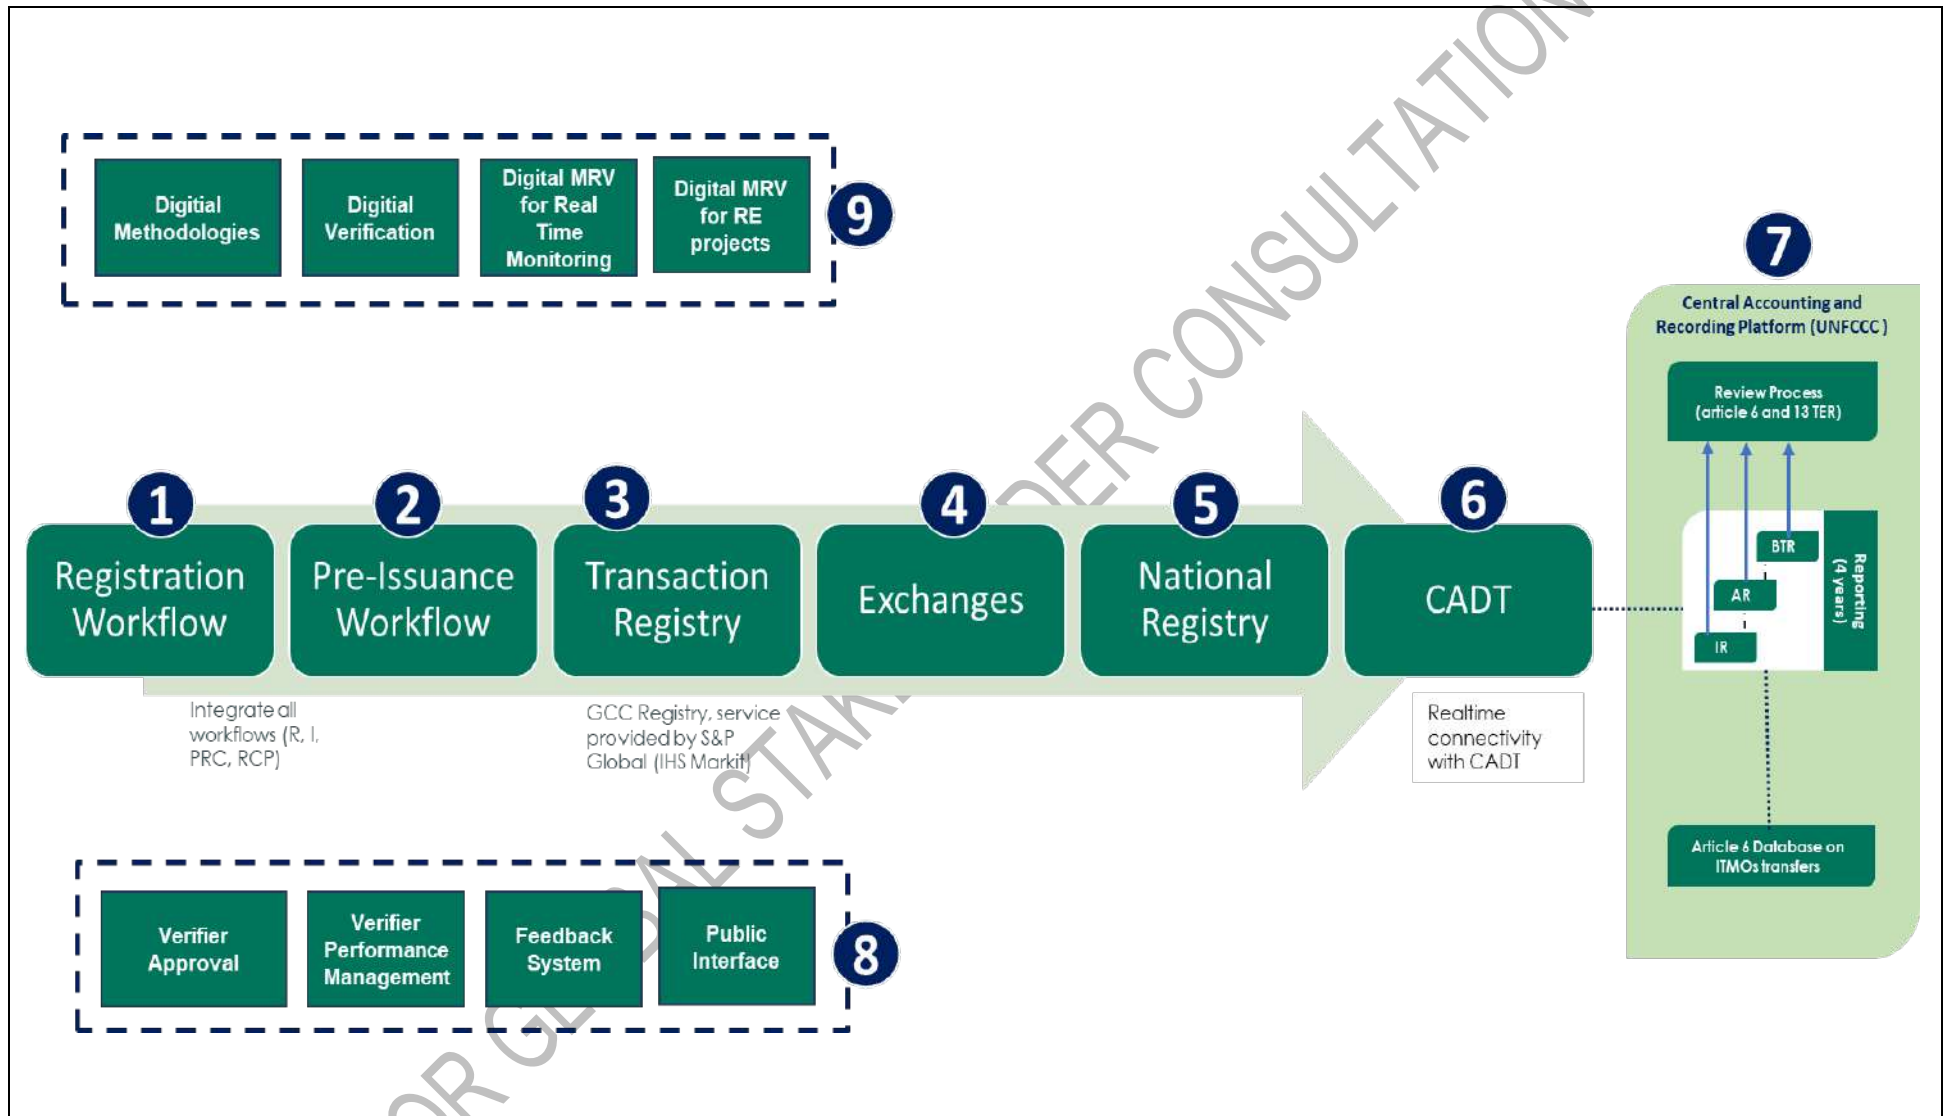 Digitial
Methodologies
Digitial
Verification
Digital MRV
for Real
Time
Monitoring
Digital MRV
for RE
projects
9
7
Central Accounting and
Recording Platform (UNFCCC )
Review Process
(article 6 and 13 TER)
BTR
AR
IR
Reporting
(4 years)
Article 6 Database on
ITMOs transfers
1
Registration
Workflow
2
Pre-Issuance
Workflow
3
Transaction
Registry
4
Exchanges
5
National
Registry
6
CADT
Integrate all
workflows (R, I,
PRC, RCP)
GCC Registry, service
provided by S&P
Global (IHS Markit)
Realtime
connectivity
with CADT
Verifier
Approval
Verifier
Performance
Management
Feedback
System
Public
Interface
8
OR GLOBAL STAKEHOLDER CONSULTATION